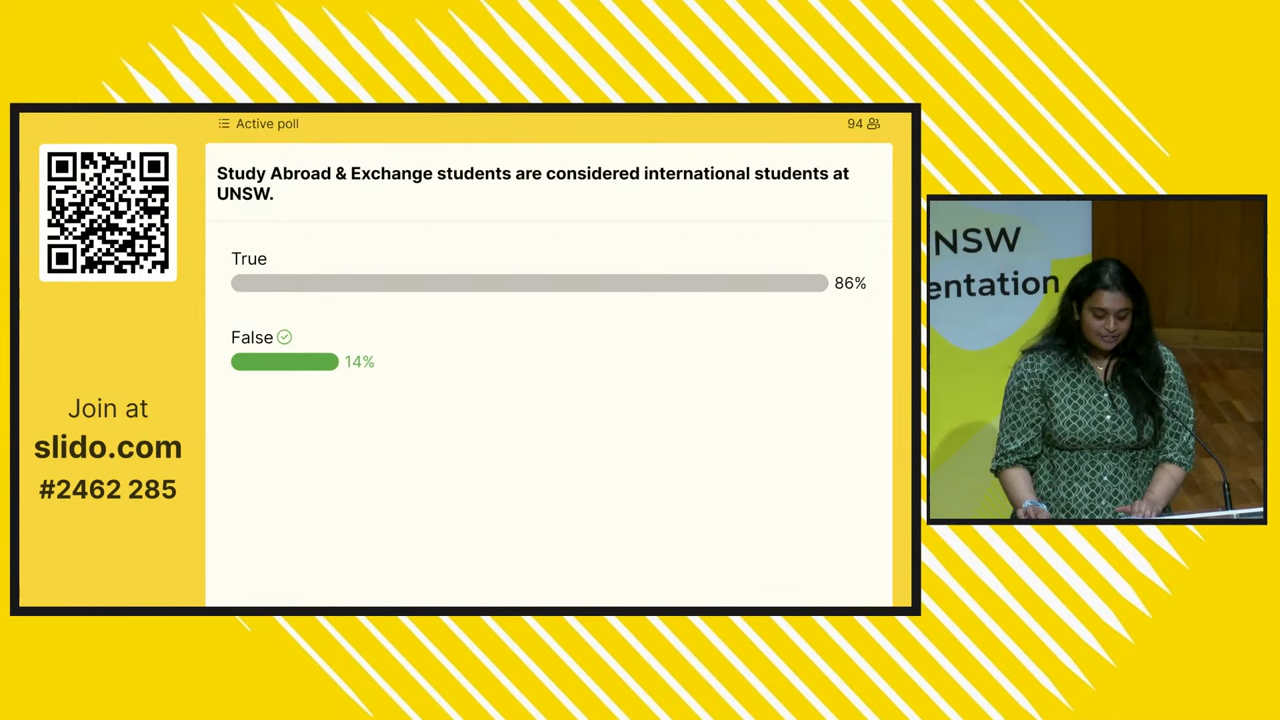 Active poll
94
Study Abroad & Exchange students are considered international students at
UNSW.
True
86%
False
14%
Join at
slido.com
#2462 285
NSW
entation